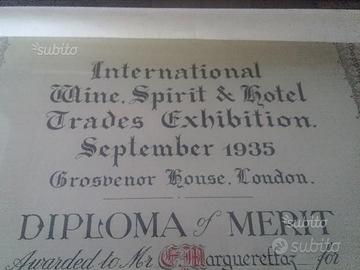 subito
International
Wine, Spirit & Hotel
Trades Exhibition.
September 1935
Grosvenor House, London.
DIPLOMA of MERIT
Awarded to Mr E. Marguerettaz for
subito